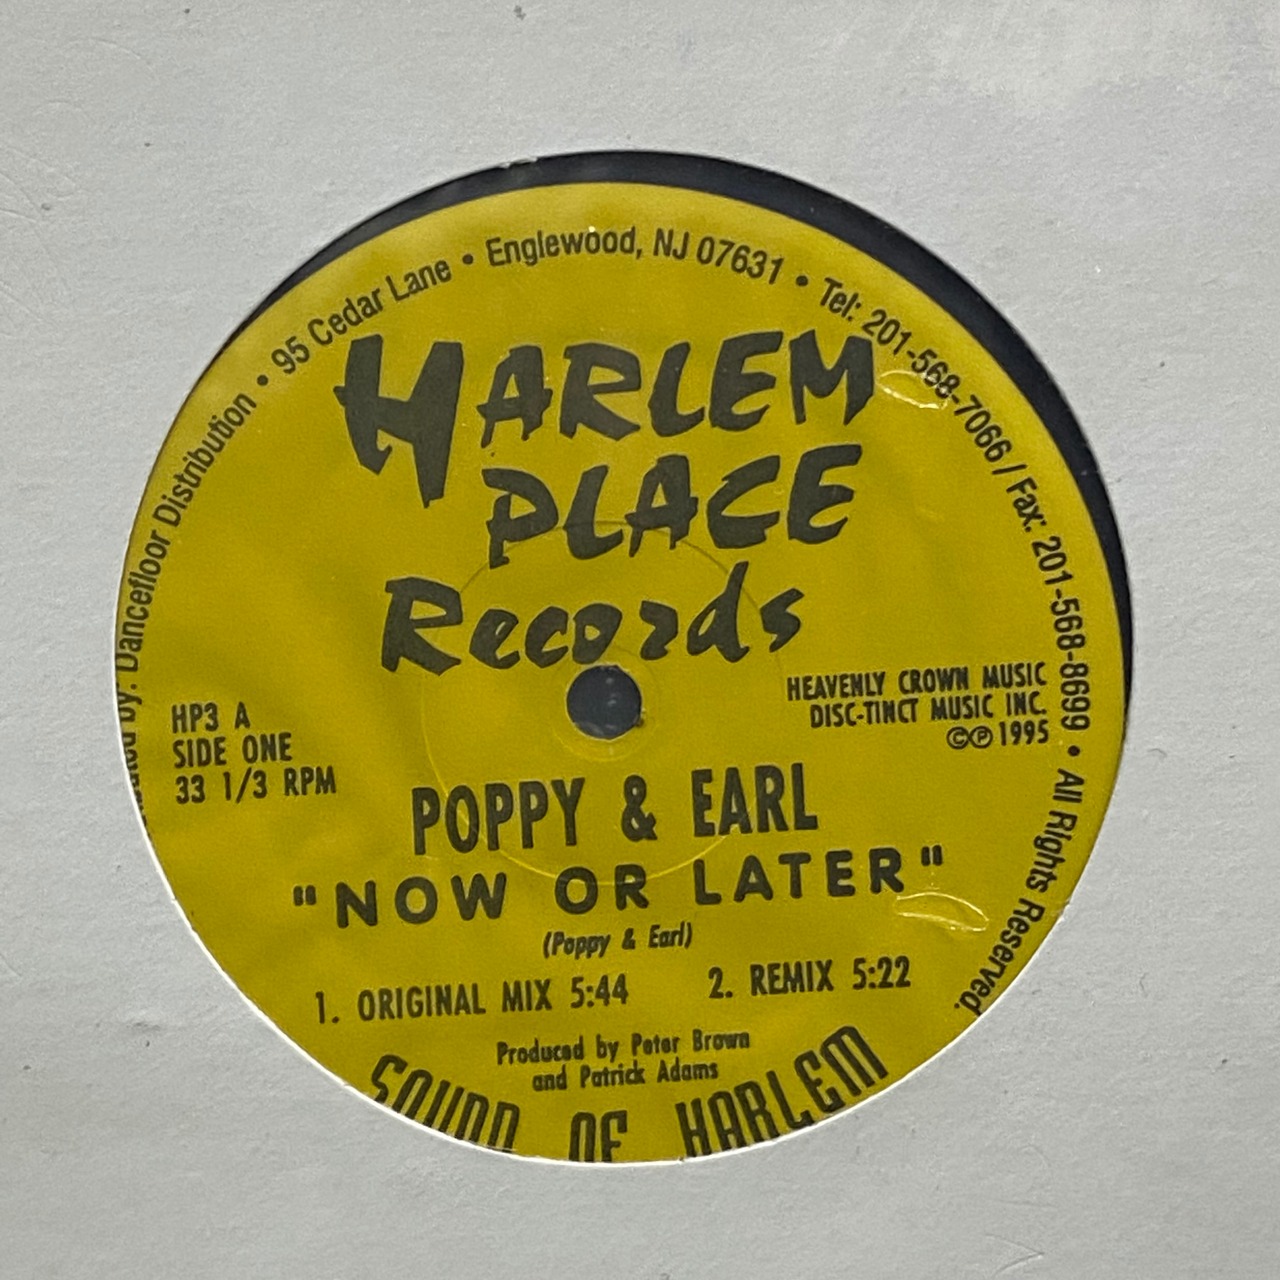 by: Dancefloor Distribution • 95 Cedar Lane • Englewood, NJ 07631 • Tel: 201-568-7066 / Fax: 201-568-8699 • All Rights Reserved.
HARLEM
PLACE
Records
HEAVENLY CROWN MUSIC
DISC-TINCT MUSIC INC.
©℗ 1995
HP3 A
SIDE ONE
33 1/3 RPM
POPPY & EARL
"NOW OR LATER"
(Poppy & Earl)
1. ORIGINAL MIX 5:44 2. REMIX 5:22
Produced by Peter Brown
and Patrick Adams
SOUND OF HARLEM